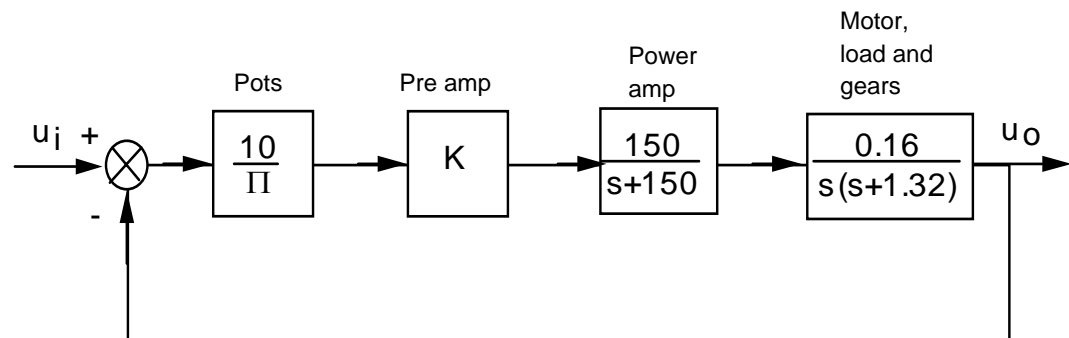 Motor,
load and
gears
Power
amp
Pots
Pre amp
u i +
-
10
Π
K
150
s+150
0.16
s(s+1.32)
u o